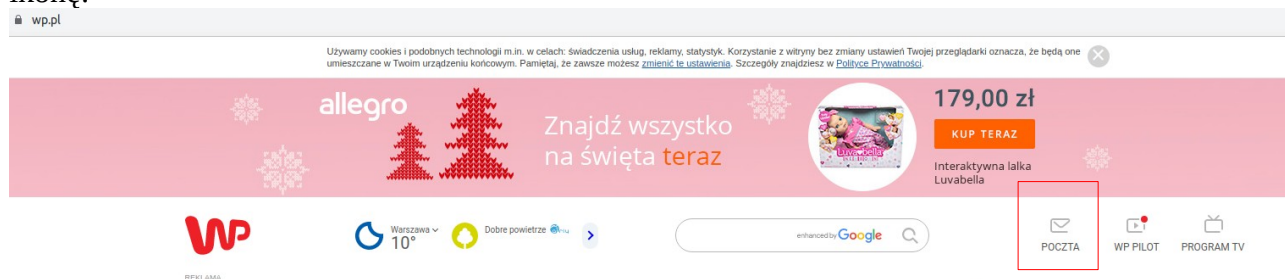 ikonę.
wp.pl
Używamy cookies i podobnych technologii m.in. w celach: świadczenia usług, reklamy, statystyk. Korzystanie z witryny bez zmiany ustawień Twojej przeglądarki oznacza, że będą one
umieszczane w Twoim urządzeniu końcowym. Pamiętaj, że zawsze możesz zmienić te ustawienia. Szczegóły znajdziesz w Polityce Prywatności.
allegro
Znajdź wszystko
na święta teraz
Luvabella
179,00 zł
KUP TERAZ
Interaktywna lalka
Luvabella
WP
Warszawa
10°
Dobre powietrze
enhanced by Google
POCZTA
WP PILOT
PROGRAM TV
REKLAMA